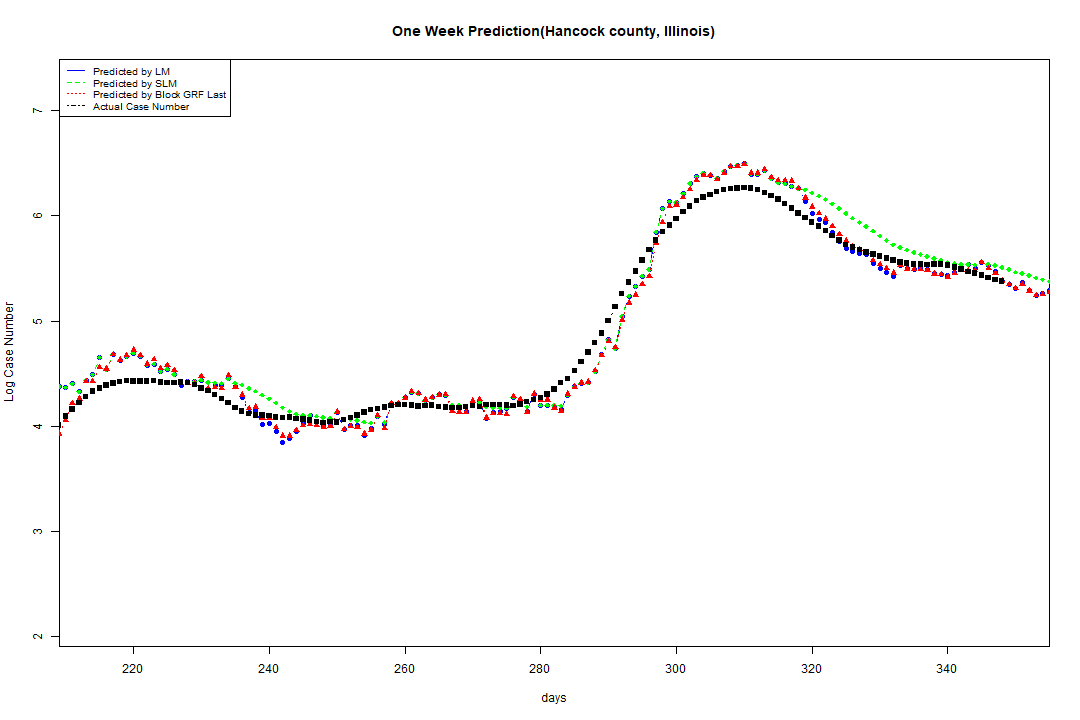 One Week Prediction(Hancock county, Illinois)
Predicted by LM
Predicted by SLM
Predicted by Block GRF Last
Actual Case Number
7
6
5
4
3
2
Log Case Number
220 240 260 280 300 320 340
days